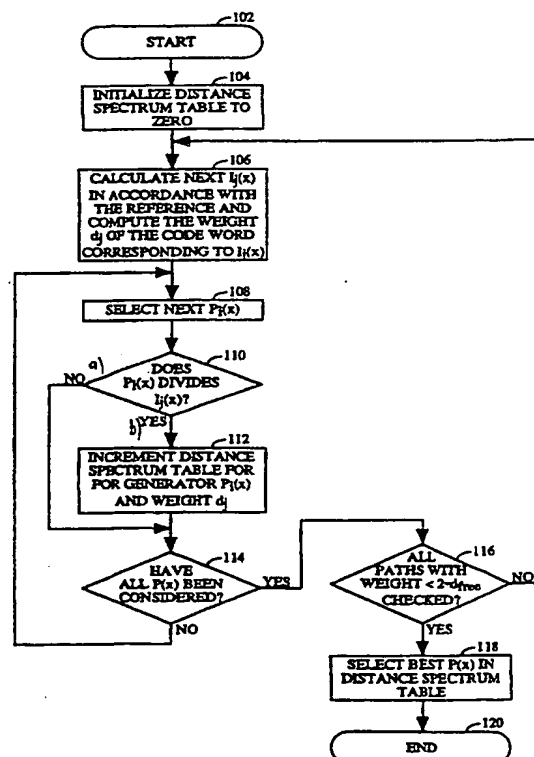 102
START
104
INITIALIZE DISTANCE
SPECTRUM TABLE TO
ZERO
106
CALCULATE NEXT Ij(x)
IN ACCORDANCE WITH
THE REFERENCE AND
COMPUTE THE WEIGHT
dj OF THE CODE WORD
CORRESPONDING TO Ij(x)
108
SELECT NEXT Pi(x)
110
DOES
Pi(x) DIVIDES
Ij(x)?
a)
NO
b)
YES
112
INCREMENT DISTANCE
SPECTRUM TABLE FOR
POR GENERATOR Pi(x)
AND WEIGHT dj
114
HAVE
ALL P(x) BEEN
CONSIDERED?
YES
NO
116
ALL
PATHS WITH
WEIGHT < 2-dfree
CHECKED?
NO
YES
118
SELECT BEST P(x) IN
DISTANCE SPECTRUM
TABLE
120
END